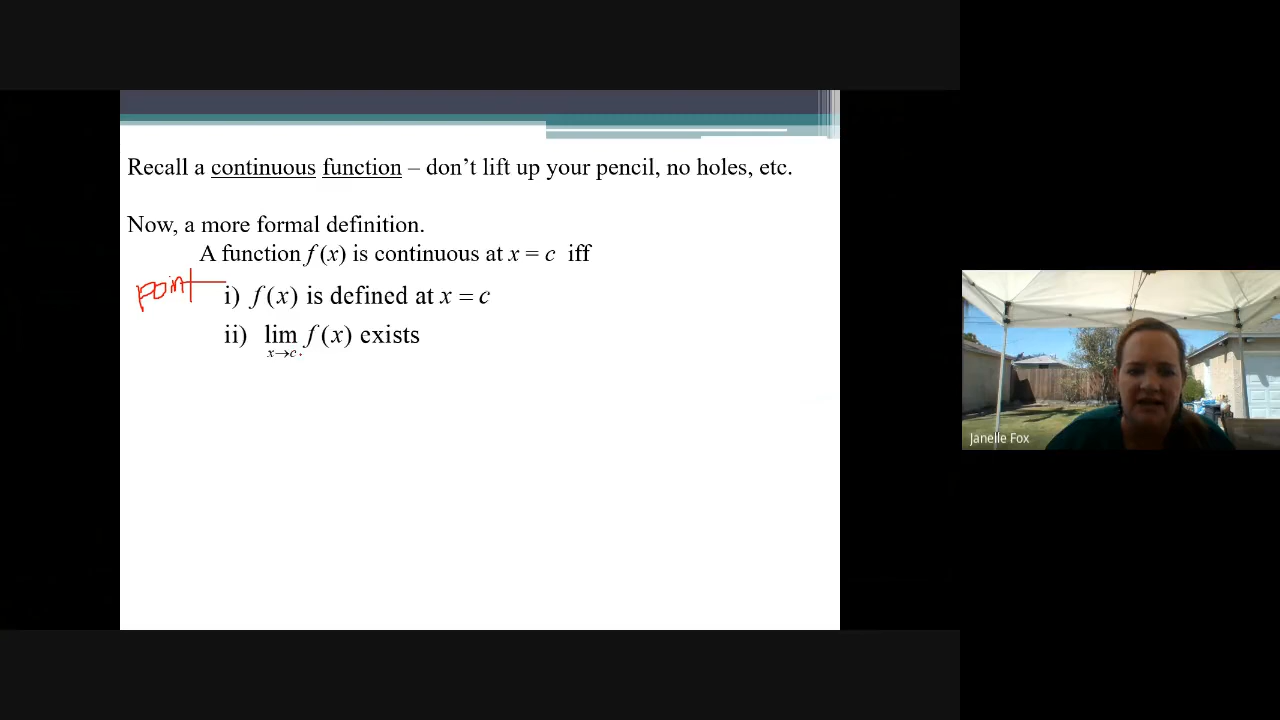 Recall a continuous function – don’t lift up your pencil, no holes, etc.
Now, a more formal definition.
A function f (x) is continuous at x = c iff
point
i) f (x) is defined at x = c
ii) lim f (x) exists
x→c
Janelle Fox